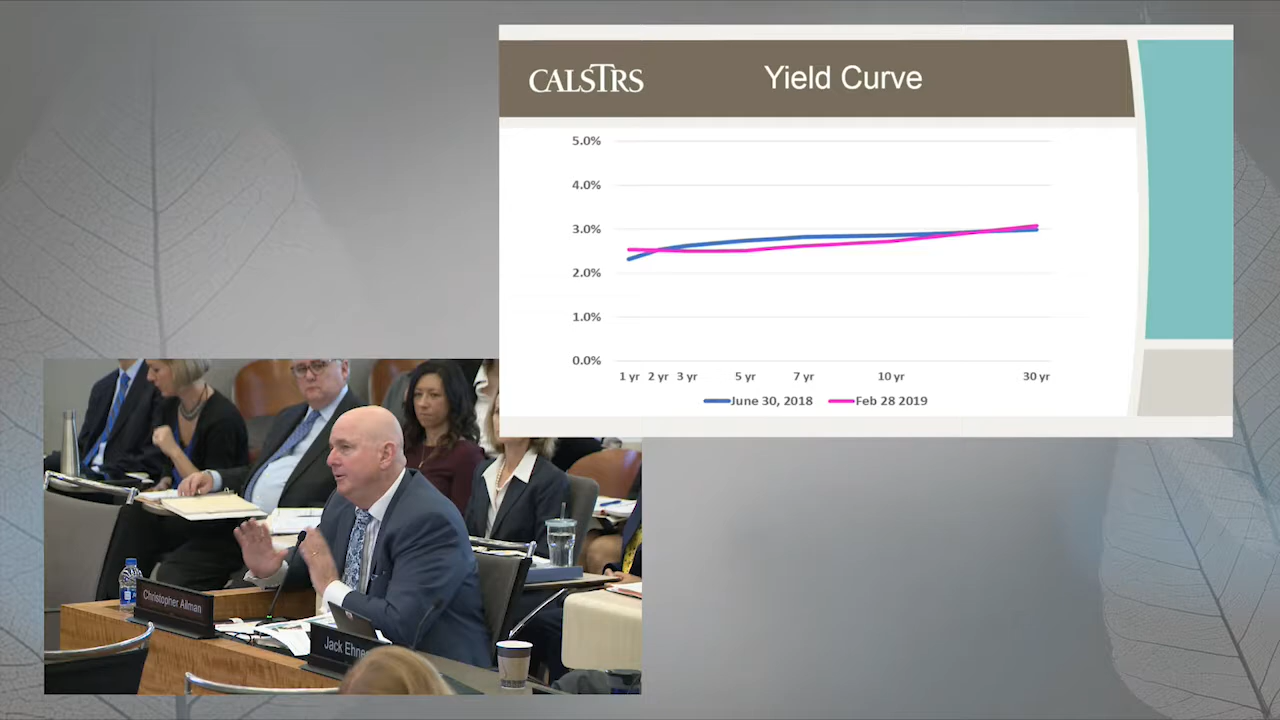 CALSTRS
Yield Curve
5.0%
4.0%
3.0%
2.0%
1.0%
0.0%
1 yr 2 yr 3 yr 5 yr 7 yr 10 yr 30 yr
June 30, 2018 Feb 28 2019
Christopher Ailman
Jack